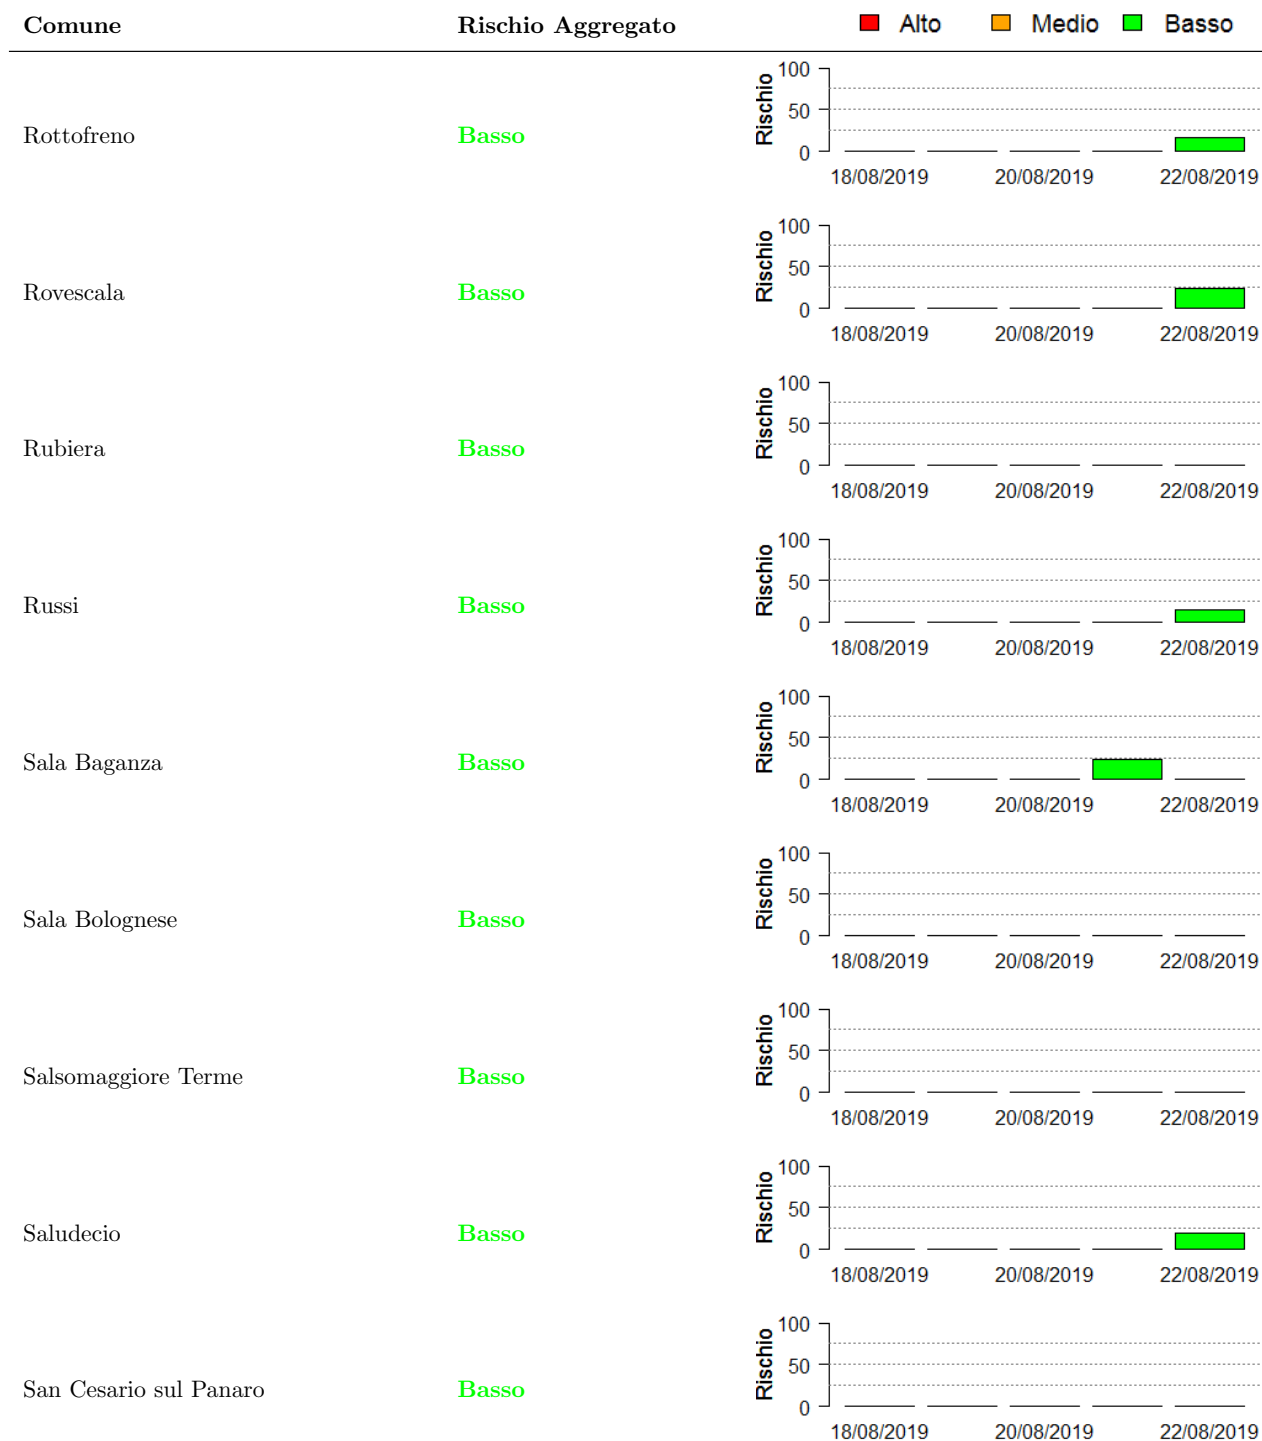 Comune Rischio Aggregato Alto Medio Basso
Rottofreno Basso
Rischio
100
50
0
18/08/2019 20/08/2019 22/08/2019
Rovescala Basso
Rischio
100
50
0
18/08/2019 20/08/2019 22/08/2019
Rubiera Basso
Rischio
100
50
0
18/08/2019 20/08/2019 22/08/2019
Russi Basso
Rischio
100
50
0
18/08/2019 20/08/2019 22/08/2019
Sala Baganza Basso
Rischio
100
50
0
18/08/2019 20/08/2019 22/08/2019
Sala Bolognese Basso
Rischio
100
50
0
18/08/2019 20/08/2019 22/08/2019
Salsomaggiore Terme Basso
Rischio
100
50
0
18/08/2019 20/08/2019 22/08/2019
Saludecio Basso
Rischio
100
50
0
18/08/2019 20/08/2019 22/08/2019
San Cesario sul Panaro Basso
Rischio
100
50
0
18/08/2019 20/08/2019 22/08/2019